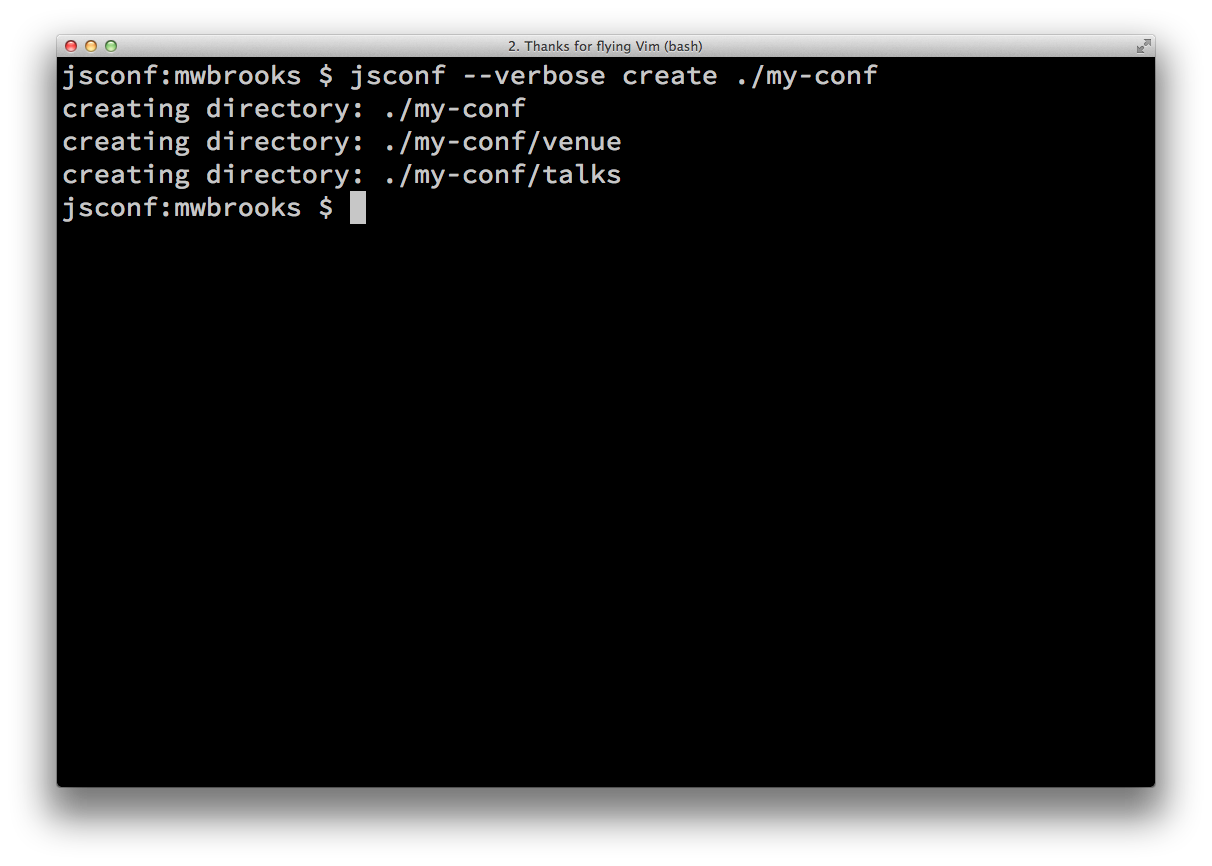 2. Thanks for flying Vim (bash)
jsconf:mwbrooks $ jsconf --verbose create ./my-conf
creating directory: ./my-conf
creating directory: ./my-conf/venue
creating directory: ./my-conf/talks
jsconf:mwbrooks $